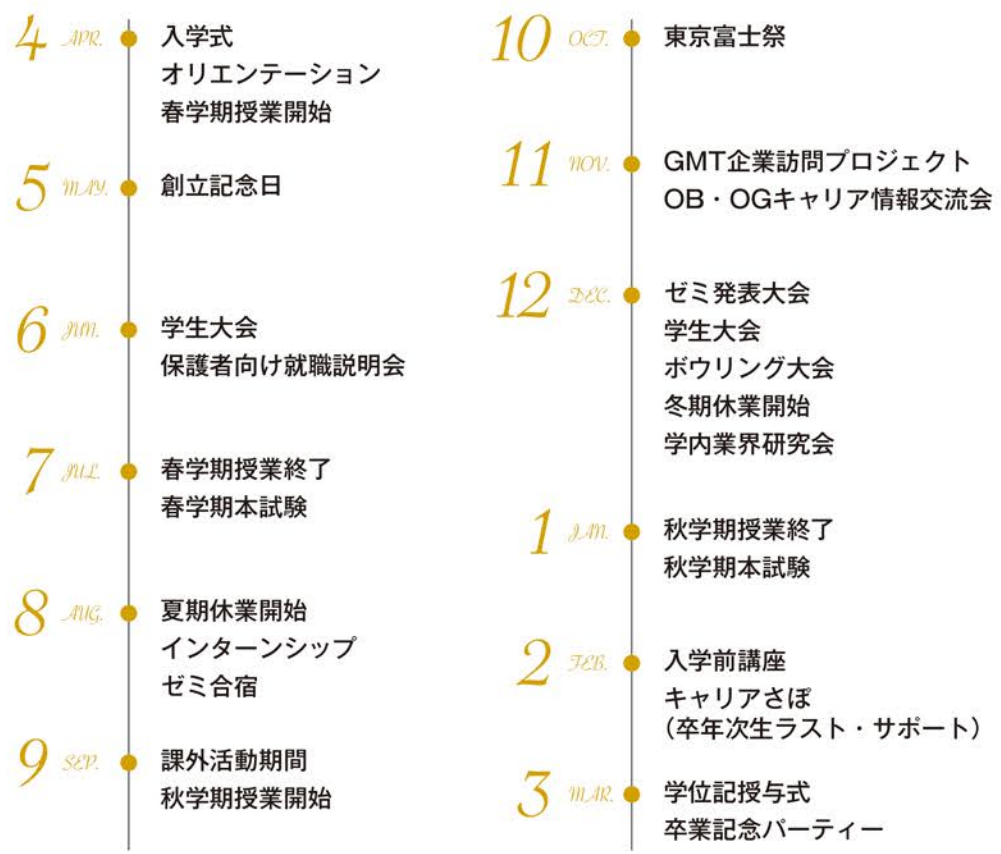 4 APR.
入学式
オリエンテーション
春学期授業開始
5 MAY.
創立記念日
6 JUN.
学生大会
保護者向け就職説明会
7 JUL.
春学期授業終了
春学期本試験
8 AUG.
夏期休業開始
インターンシップ
ゼミ合宿
9 SEP.
課外活動期間
秋学期授業開始
10 OCT.
東京富士祭
11 NOV.
GMT企業訪問プロジェクト
OB・OGキャリア情報交流会
12 DEC.
ゼミ発表大会
学生大会
ボウリング大会
冬期休業開始
学内業界研究会
1 JAN.
秋学期授業終了
秋学期本試験
2 FEB.
入学前講座
キャリアさぽ
（卒年次生ラスト・サポート）
3 MAR.
学位記授与式
卒業記念パーティー